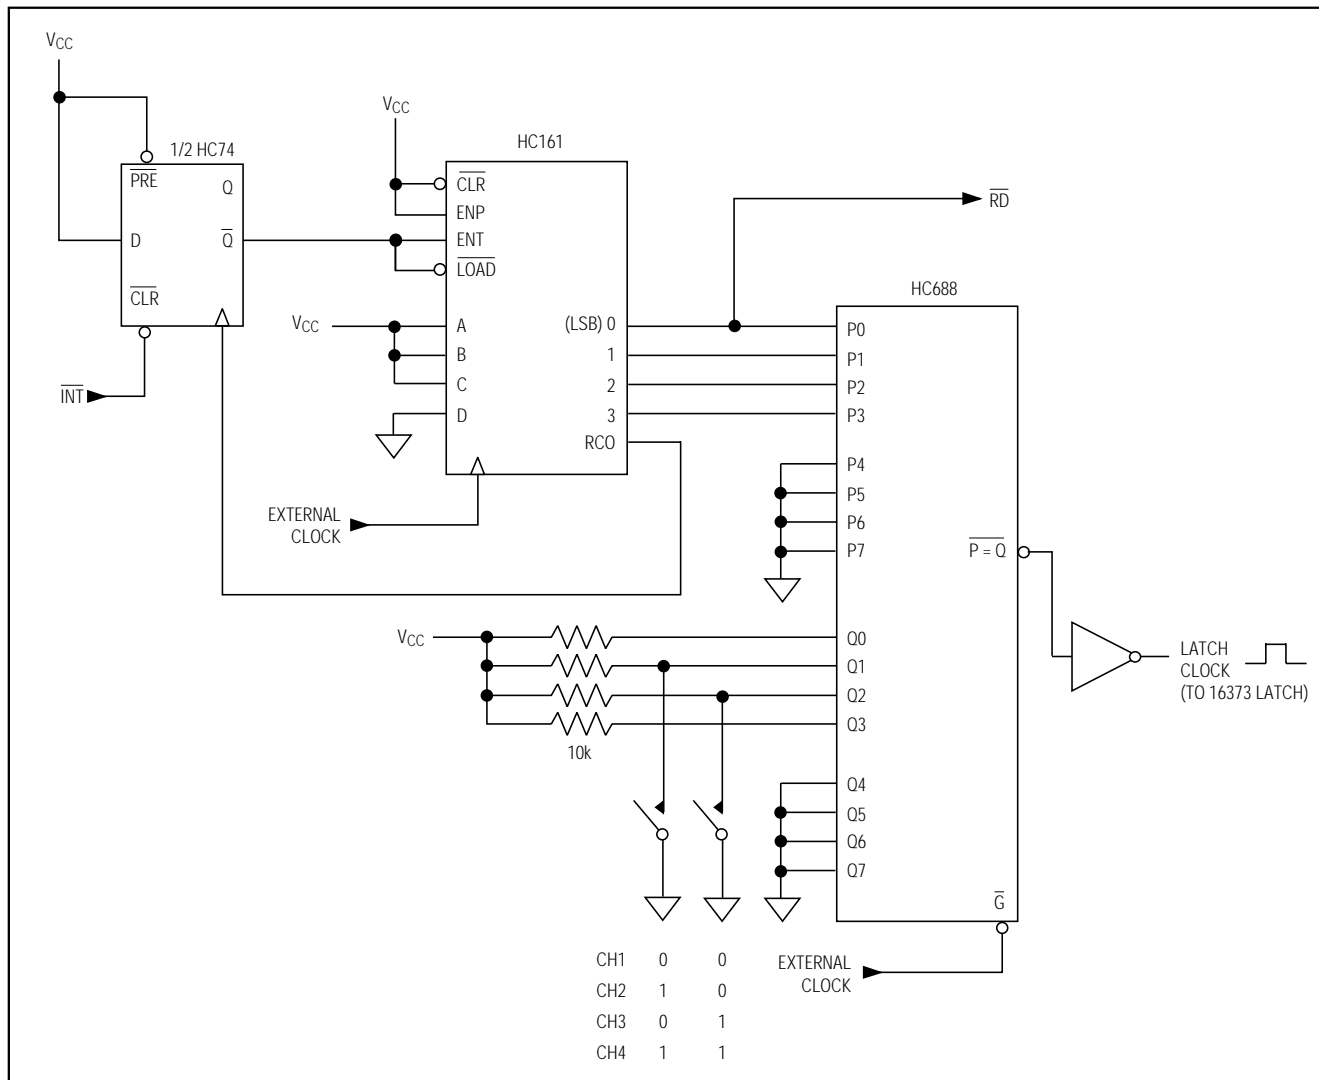 VCC
1/2 HC74
PRE
Q
D
Q
CLR
INT
VCC
HC161
CLR
ENP
ENT
LOAD
VCC
A
B
C
D
(LSB) 0
1
2
3
RCO
EXTERNAL
CLOCK
RD
HC688
P0
P1
P2
P3
P4
P5
P6
P7
P = Q
VCC
Q0
Q1
Q2
Q3
10k
Q4
Q5
Q6
Q7
G
LATCH
CLOCK
(TO 16373 LATCH)
EXTERNAL
CLOCK
CH1 0 0
CH2 1 0
CH3 0 1
CH4 1 1